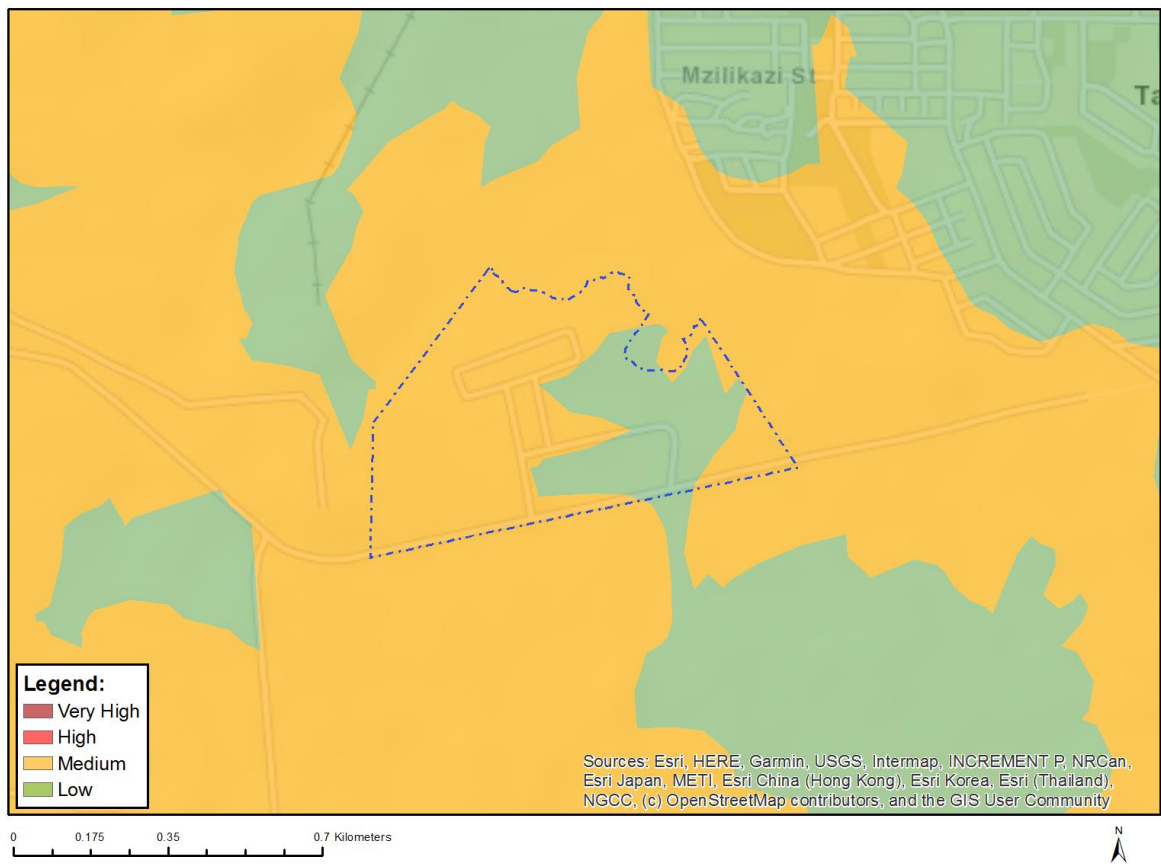 Mzilikazi St
Ta
Legend:
Very High
High
Medium
Low
Sources: Esri, HERE, Garmin, USGS, Intermap, INCREMENT P, NRCan,
Esri Japan, METI, Esri China (Hong Kong), Esri Korea, Esri (Thailand),
NGCC, (c) OpenStreetMap contributors, and the GIS User Community
0 0.175 0.35 0.7 Kilometers
N